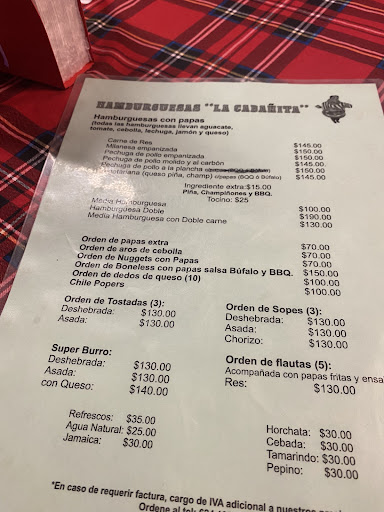 HAMBURGUESAS "LA CABAÑITA"
Hamburguesas con papas
(todas las hamburguesas llevan aguacate,
tomate, cebolla, lechuga, jamón y queso)
Carne de Res $145.00
Milanesa empanizada $150.00
Pechuga de pollo empanizada $150.00
Pechuga de pollo molido y el carbón $145.00
Pechuga de pollo a la plancha $150.00
(queso piña, champ) c/papas (BQQ ó Búfalo) $145.00
Ingrediente extra:$15.00
Piña, Champiñones y BBQ.
Tocino: $25
Media Hamburguesa $100.00
Hamburguesa Doble $190.00
Media Hamburguesa con Doble carne $130.00
Orden de papas extra $70.00
Orden de aros de cebolla $70.00
Orden de Nuggets con Papas $70.00
Orden de Boneless con papas salsa Búfalo y BBQ. $150.00
Orden de dedos de queso (10) $100.00
Chile Popers $100.00
Orden de Tostadas (3):
Deshebrada: $130.00
Asada: $130.00
Orden de Sopes (3):
Deshebrada: $130.00
Asada: $130.00
Chorizo: $130.00
Super Burro:
Deshebrada: $130.00
Asada: $130.00
con Queso: $140.00
Orden de flautas (5):
Acompañada con papas fritas y ensa
Res: $130.00
Refrescos: $35.00
Agua Natural: $25.00
Jamaica: $30.00
Horchata: $30.00
Cebada: $30.00
Tamarindo: $30.00
Pepino: $30.00
*En caso de requerir factura, cargo de IVA adicional a nuestros
Ordene al tel: